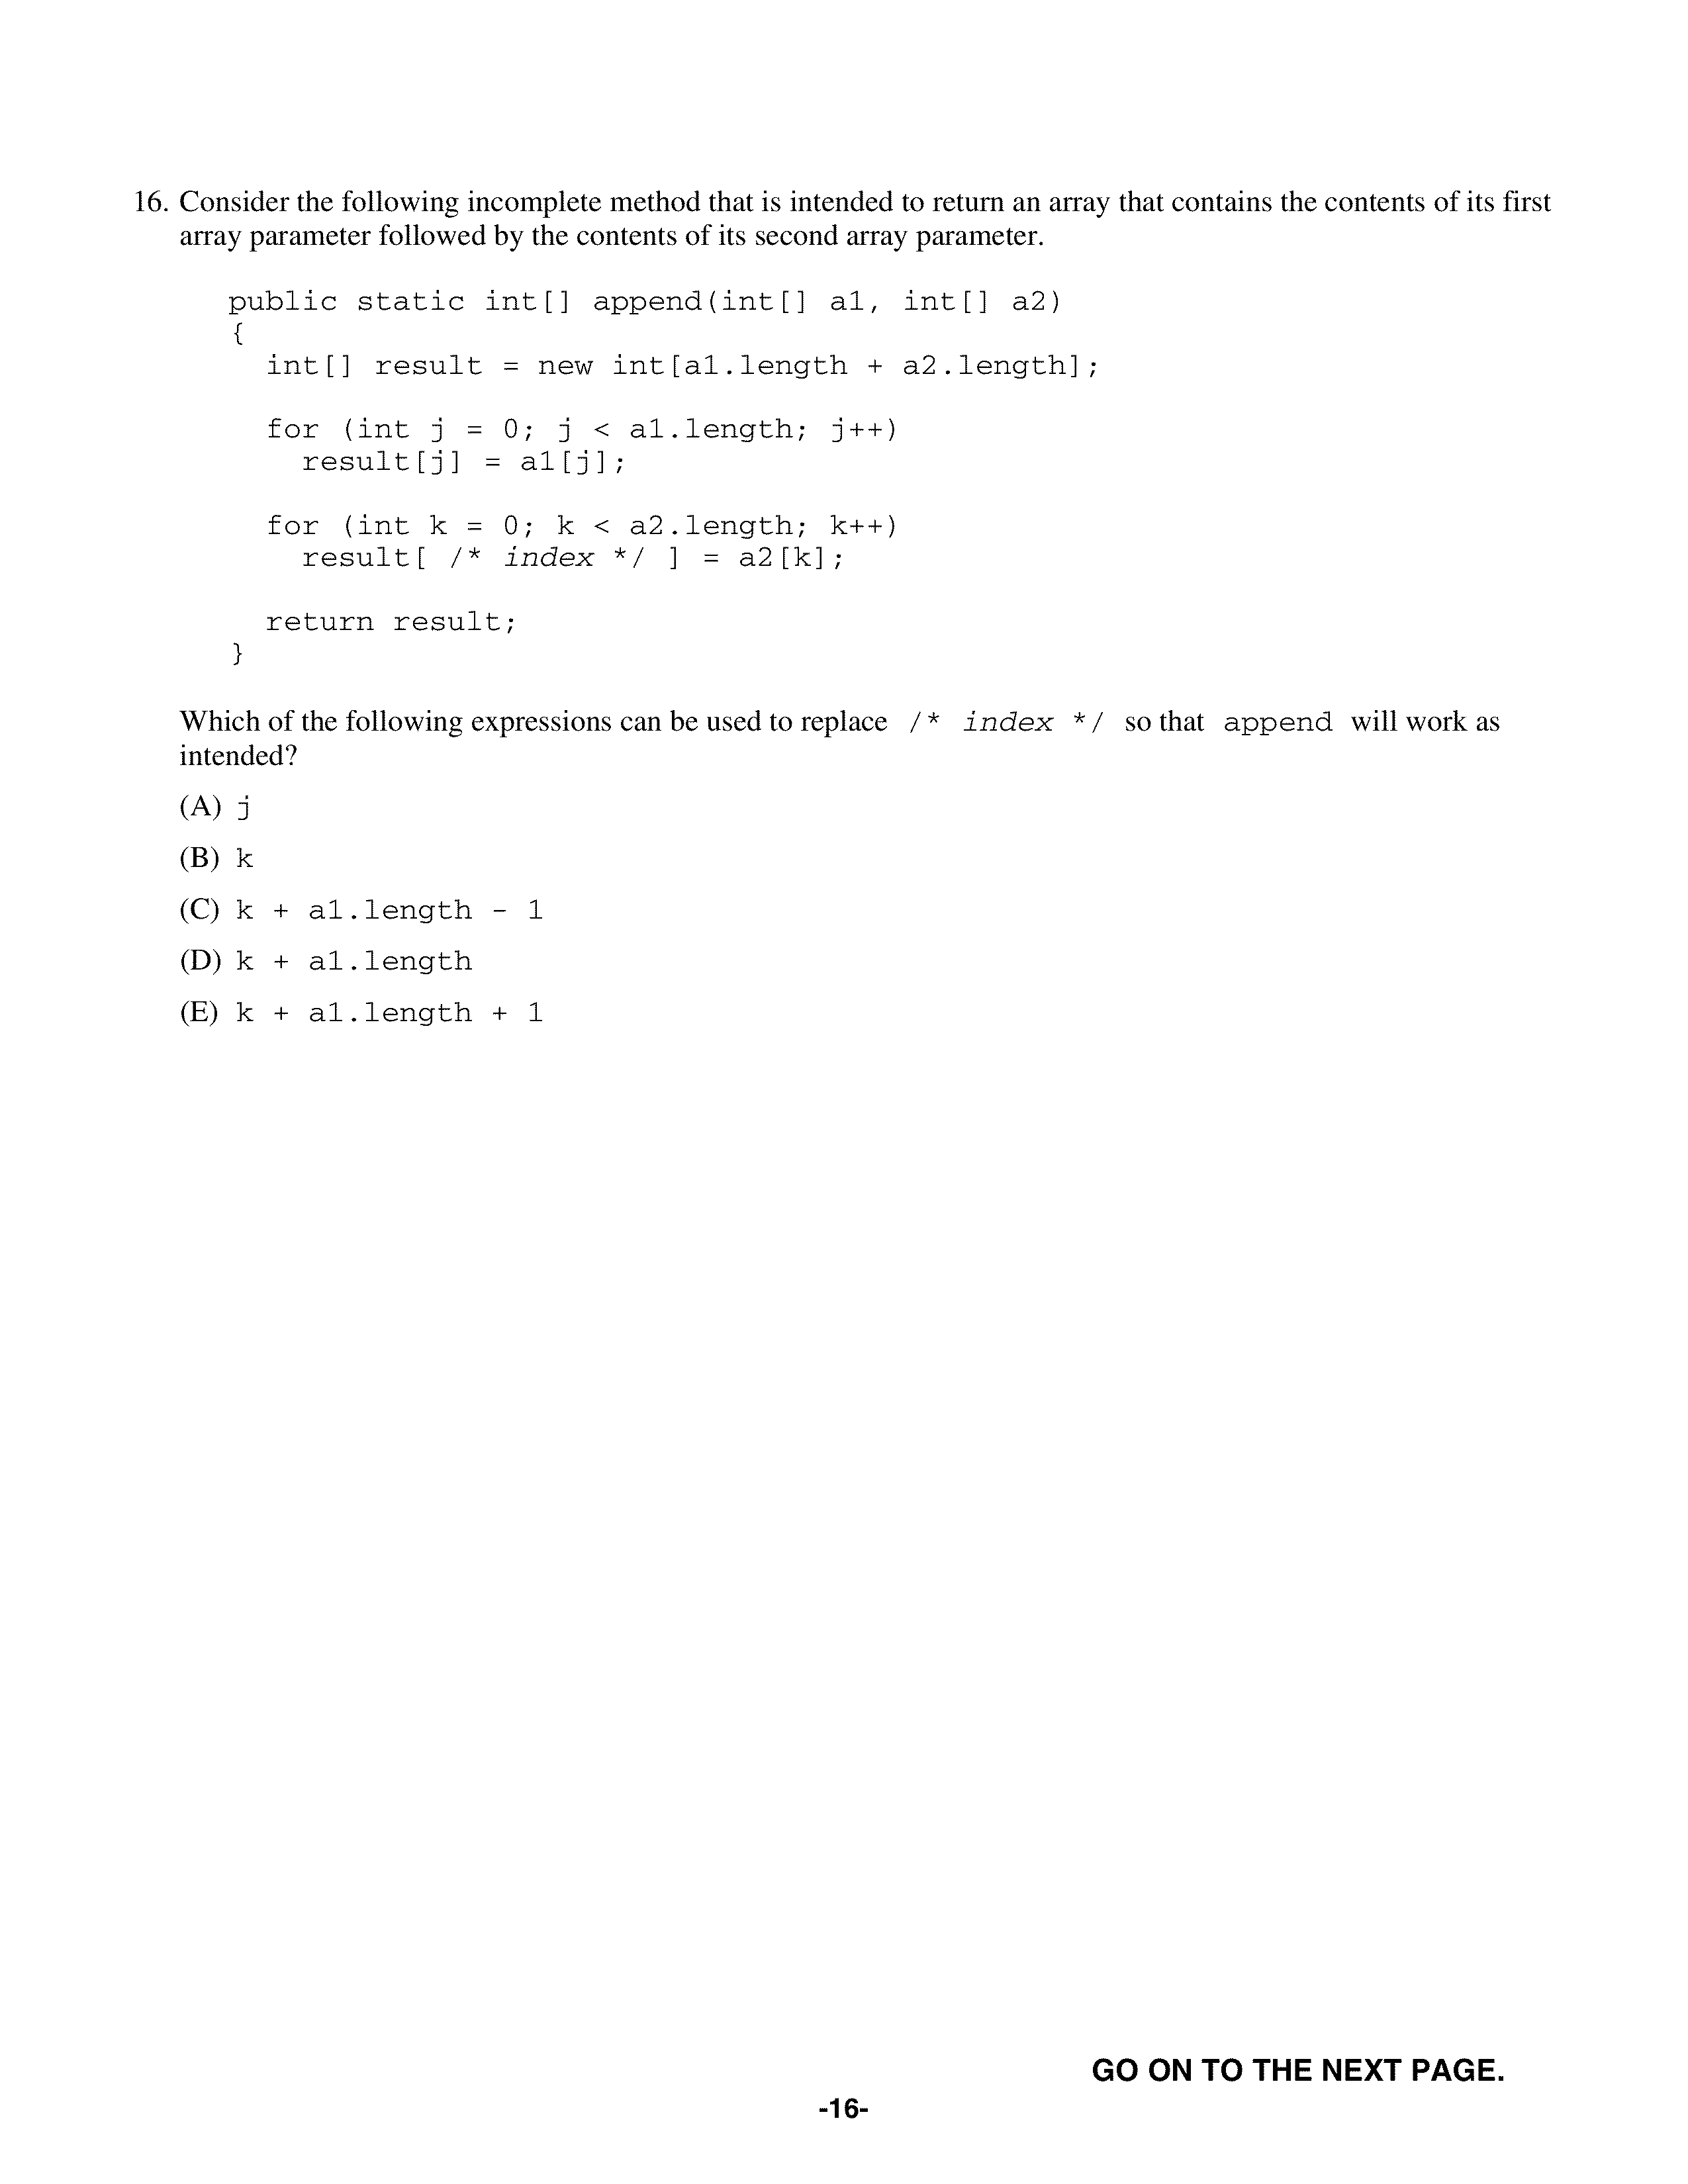 16. Consider the following incomplete method that is intended to return an array that contains the contents of its first
array parameter followed by the contents of its second array parameter.
public static int[] append(int[] a1, int[] a2)
{
int[] result = new int[a1.length + a2.length];
for (int j = 0; j < a1.length; j++)
result[j] = a1[j];
for (int k = 0; k < a2.length; k++)
result[ /* index */ ] = a2[k];
return result;
}
Which of the following expressions can be used to replace /* index */ so that append will work as
intended?
(A) j
(B) k
(C) k + a1.length - 1
(D) k + a1.length
(E) k + a1.length + 1
GO ON TO THE NEXT PAGE.
-16-